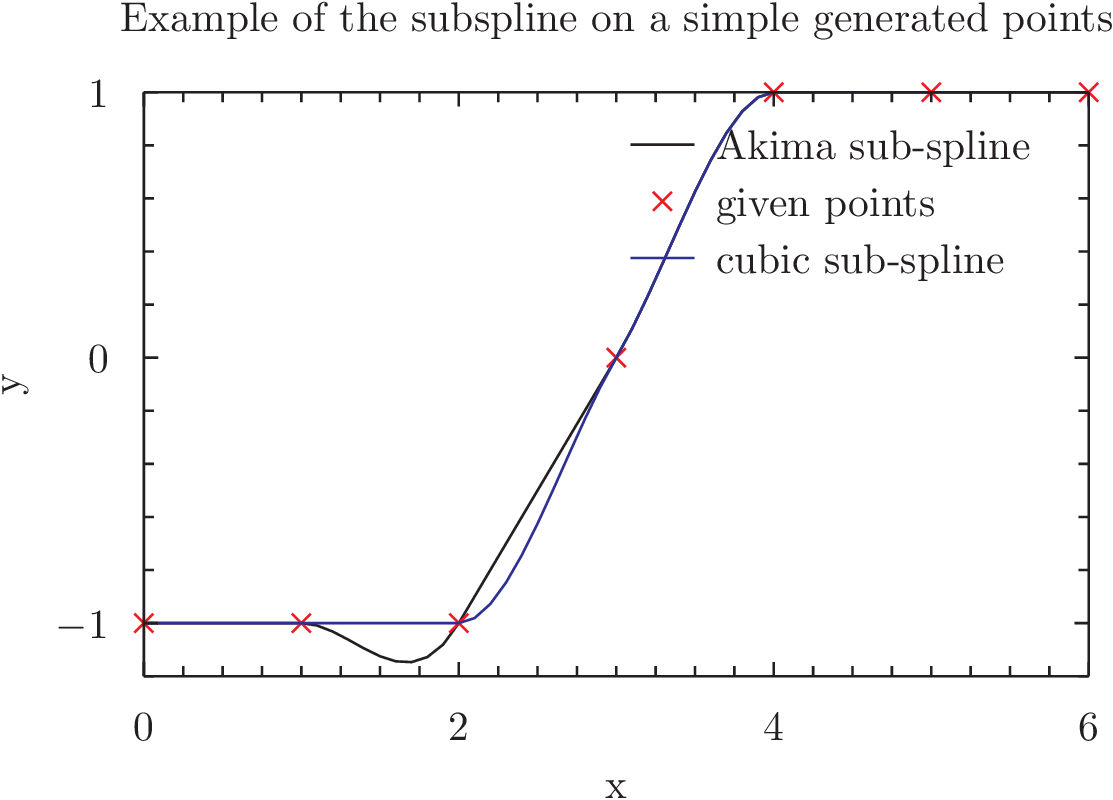 Example of the subspline on a simple generated points
1
Akima sub-spline
given points
cubic sub-spline
0
y
−1
0 2 4 6
x